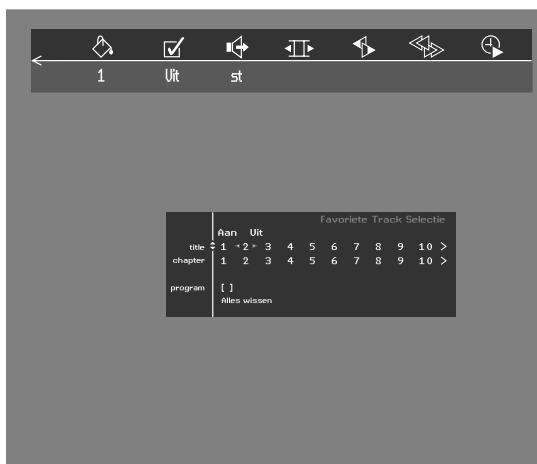 1 Uit st
Favoriete Track Selectie
Aan Uit
title 1 2 3 4 5 6 7 8 9 10 >
chapter 1 2 3 4 5 6 7 8 9 10 >
program [ ]
Alles wissen